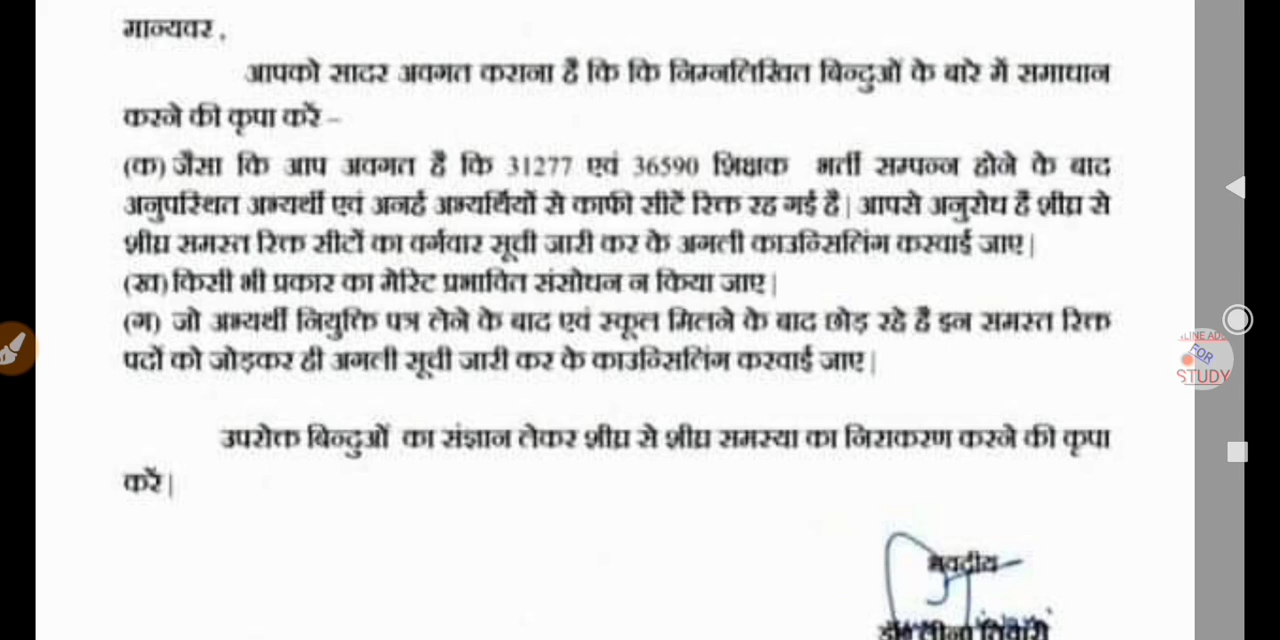 मान्यवर ,
आपको सादर अवगत कराना है कि कि निम्नलिखित बिन्दुओं के बारे में समाधान
करने की कृपा करें –
(क) जैसा कि आप अवगत है कि 31277 एवं 36590 शिक्षक भर्ती सम्पन्न होने के बाद
अनुपस्थित अभ्यर्थी एवं अनर्ह अभ्यर्थियों से काफी सीटें रिक्त रह गई है| आपसे अनुरोध है शीघ्र से
शीघ्र समस्त रिक्त सीटों का वर्गवार सूची जारी कर के अगली काउन्सिलिंग करवाई जाए|
(ख) किसी भी प्रकार का मेरिट प्रभावित संसोधन न किया जाए|
(ग) जो अभ्यर्थी नियुक्ति पत्र लेने के बाद एवं स्कूल मिलने के बाद छोड़ रहे है इन समस्त रिक्त
पदों को जोड़कर ही अगली सूची जारी कर के काउन्सिलिंग करवाई जाए|
उपरोक्त बिन्दुओं का संज्ञान लेकर शीघ्र से शीघ्र समस्या का निराकरण करने की कृपा
करें|
भवदीय
तिवारी
FOR
STUDY